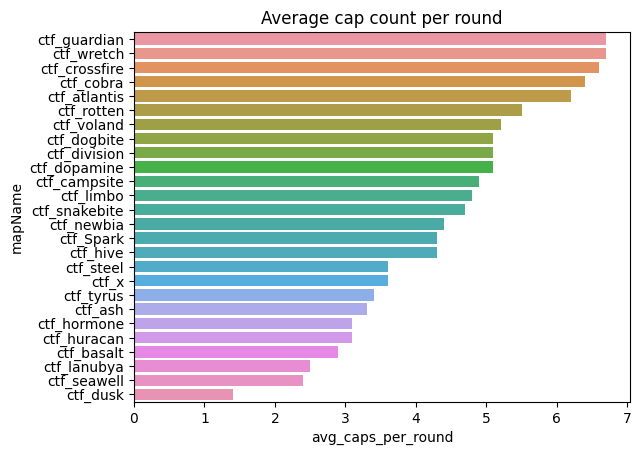 Average cap count per round
mapName
ctf_guardian
ctf_wretch
ctf_crossfire
ctf_cobra
ctf_atlantis
ctf_rotten
ctf_voland
ctf_dogbite
ctf_division
ctf_dopamine
ctf_campsite
ctf_limbo
ctf_snakebite
ctf_newbia
ctf_Spark
ctf_hive
ctf_steel
ctf_x
ctf_tyrus
ctf_ash
ctf_hormone
ctf_huracan
ctf_basalt
ctf_lanubya
ctf_seawell
ctf_dusk
0 1 2 3 4 5 6 7
avg_caps_per_round